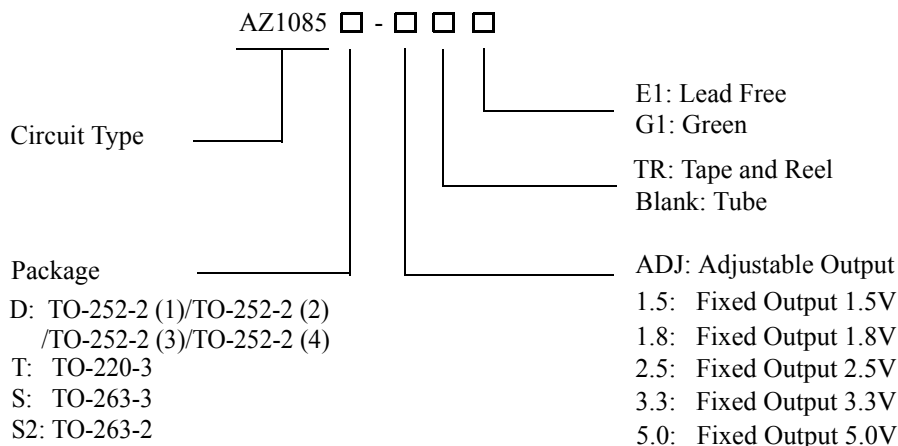 AZ1085 -
E1: Lead Free
G1: Green
Circuit Type
TR: Tape and Reel
Blank: Tube
Package
D: TO-252-2 (1)/TO-252-2 (2)
/TO-252-2 (3)/TO-252-2 (4)
T: TO-220-3
S: TO-263-3
S2: TO-263-2
ADJ: Adjustable Output
1.5: Fixed Output 1.5V
1.8: Fixed Output 1.8V
2.5: Fixed Output 2.5V
3.3: Fixed Output 3.3V
5.0: Fixed Output 5.0V